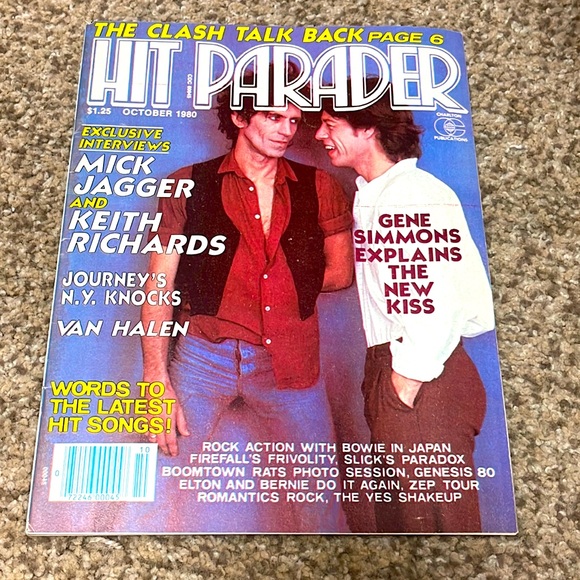 THE CLASH TALK BACK PAGE 6
HIT PARADER
$1.25 OCTOBER 1980
CHARLTON
PUBLICATIONS
EXCLUSIVE
INTERVIEWS
MICK
JAGGER
AND
KEITH
RICHARDS
GENE
SIMMONS
EXPLAINS
THE
NEW
KISS
JOURNEY'S
N.Y. KNOCKS
VAN HALEN
WORDS TO
THE LATEST
HIT SONGS!
ROCK ACTION WITH BOWIE IN JAPAN
FIREFALL'S FRIVOLITY, SLICK'S PARADOX
BOOMTOWN RATS PHOTO SESSION, GENESIS 80
ELTON AND BERNIE DO IT AGAIN, ZEP TOUR
ROMANTICS ROCK, THE YES SHAKEUP
10
0